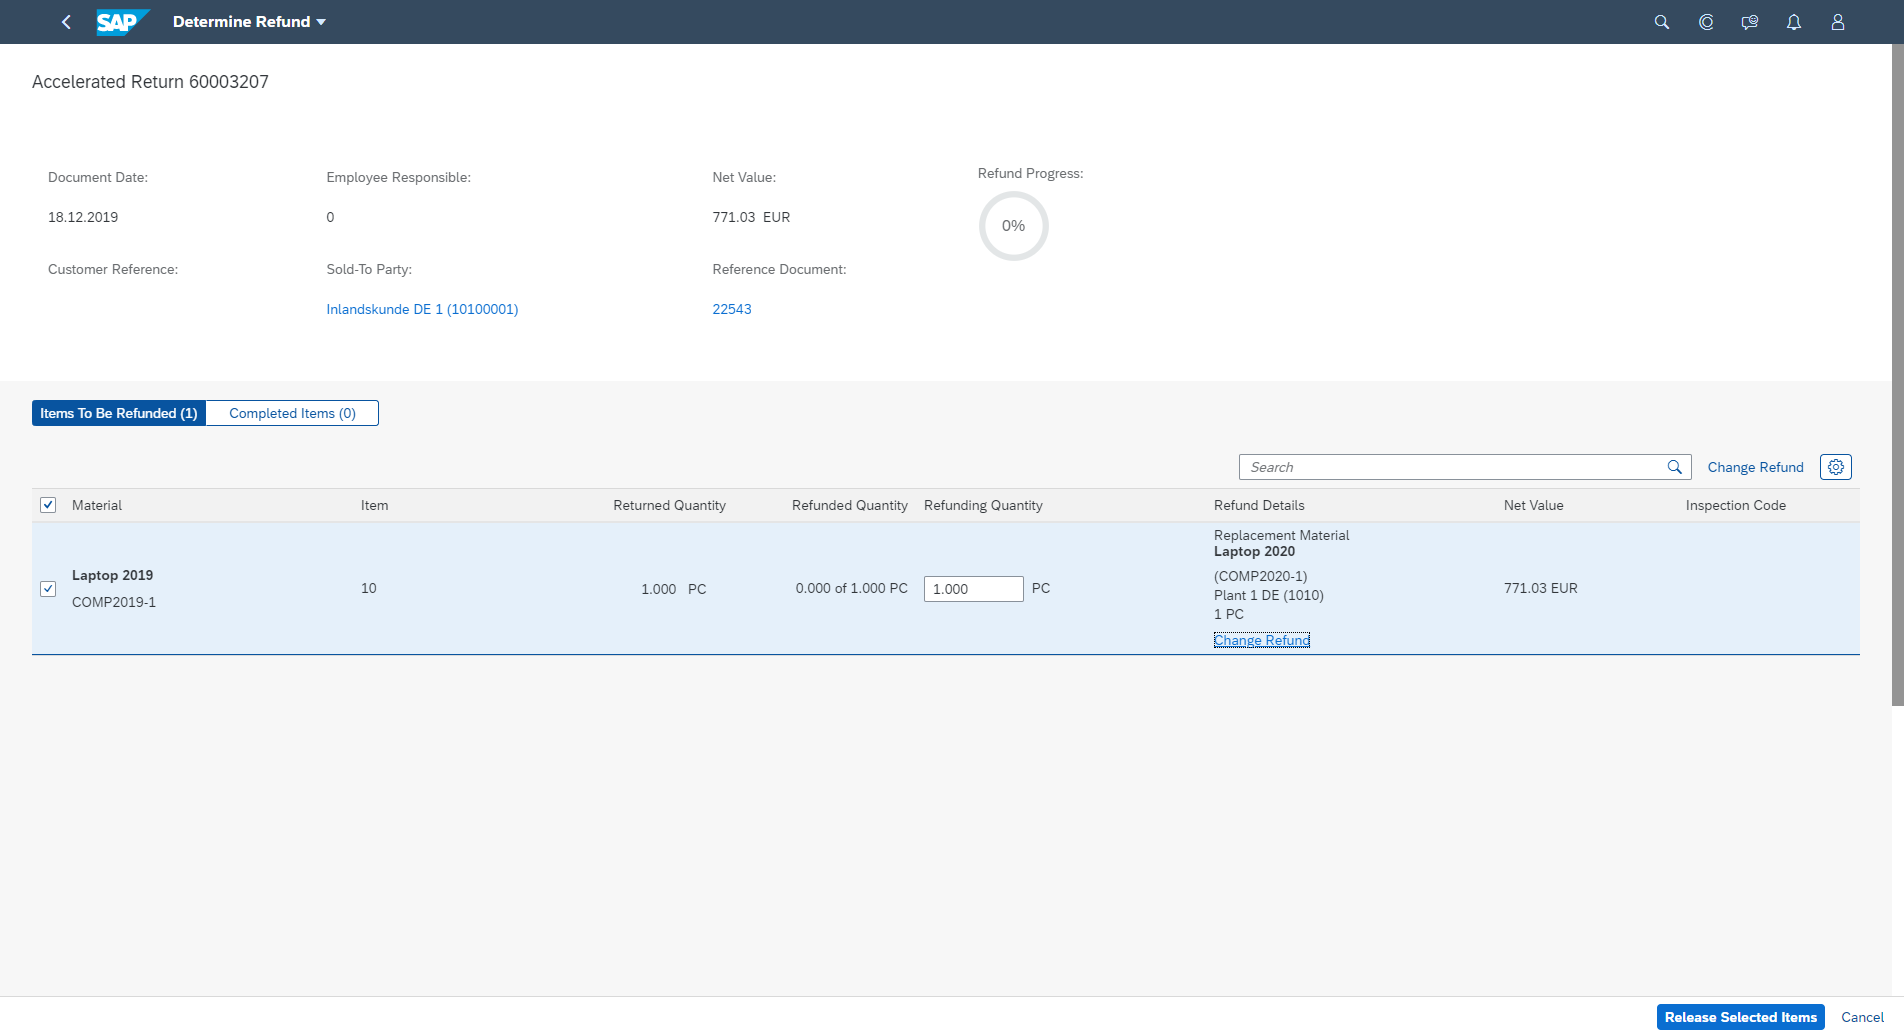 SAP Determine Refund
Accelerated Return 60003207
Document Date: Employee Responsible: Net Value: Refund Progress:
18.12.2019 0 771.03 EUR 0%
Customer Reference: Sold-To Party: Reference Document:
Inlandskunde DE 1 (10100001) 22543
Items To Be Refunded (1) Completed Items (0)
Search Change Refund
Material Item Returned Quantity Refunded Quantity Refunding Quantity Refund Details Net Value Inspection Code
Replacement Material
Laptop 2020
Laptop 2019 (COMP2020-1)
10 1.000 PC 0.000 of 1.000 PC 1.000 PC Plant 1 DE (1010) 771.03 EUR
COMP2019-1 1 PC
Change Refund
Release Selected Items Cancel